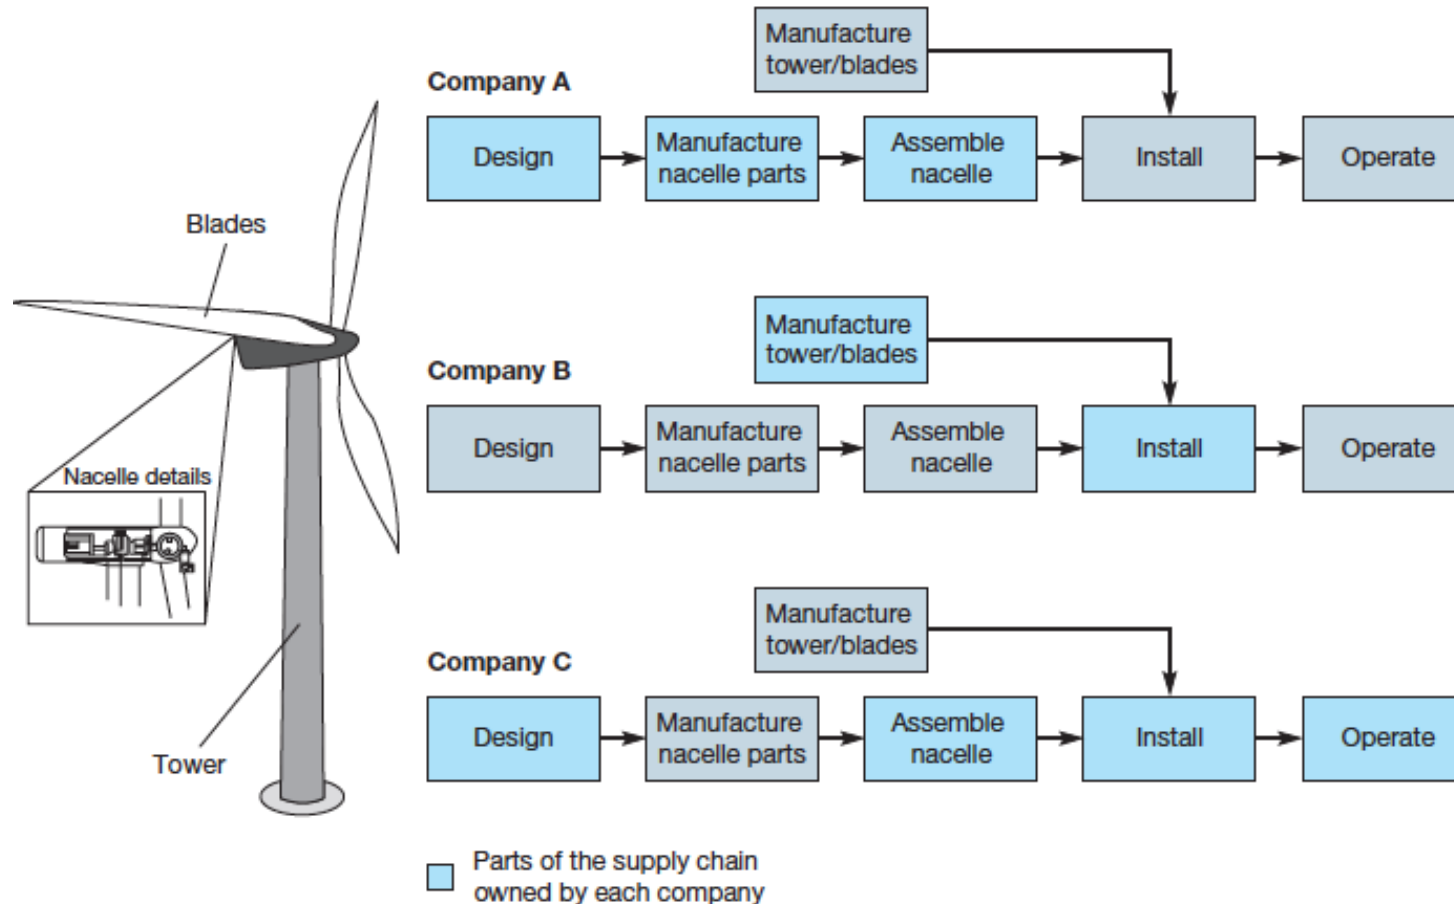 Blades
Nacelle details
Tower
Company A
Manufacture
tower/blades
Design
Manufacture
nacelle parts
Assemble
nacelle
Install
Operate
Company B
Manufacture
tower/blades
Design
Manufacture
nacelle parts
Assemble
nacelle
Install
Operate
Company C
Manufacture
tower/blades
Design
Manufacture
nacelle parts
Assemble
nacelle
Install
Operate
Parts of the supply chain
owned by each company